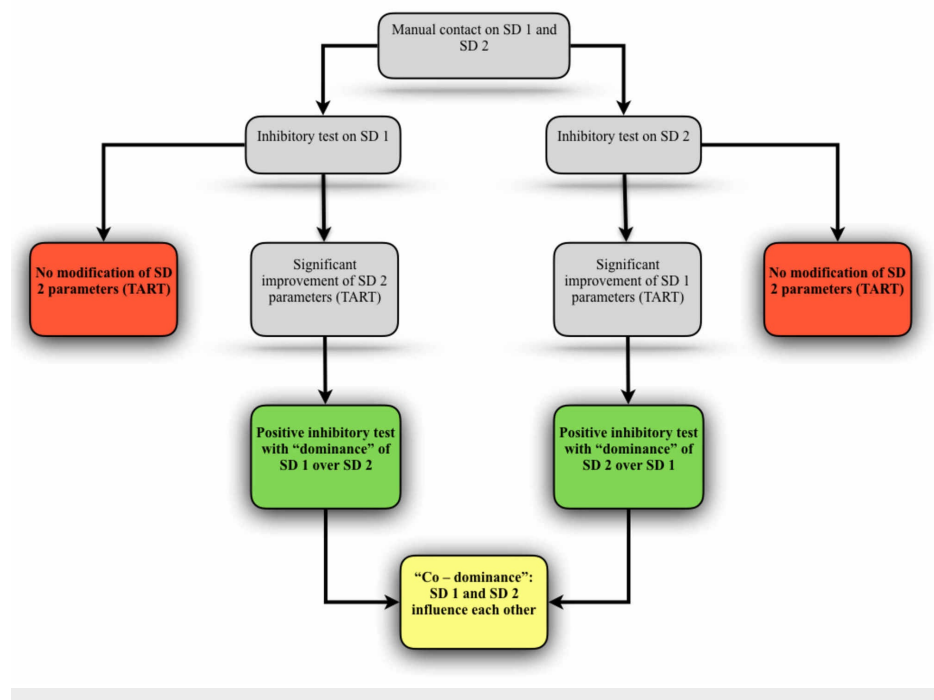 Manual contact on SD 1 and
SD 2
Inhibitory test on SD 1
Inhibitory test on SD 2
No modification of SD
2 parameters (TART)
Significant
improvement of SD 2
parameters (TART)
Significant
improvement of SD 1
parameters (TART)
No modification of SD
2 parameters (TART)
Positive inhibitory test
with “dominance” of
SD 1 over SD 2
Positive inhibitory test
with “dominance” of
SD 2 over SD 1
“Co – dominance”:
SD 1 and SD 2
influence each other